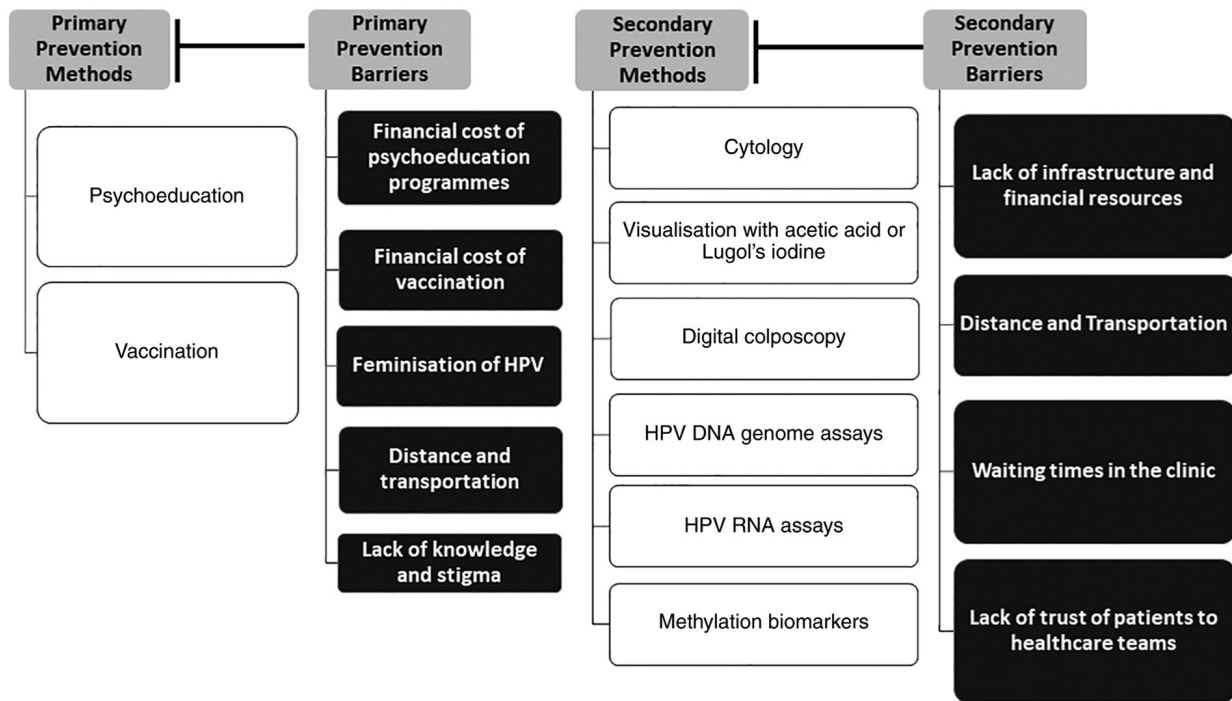 Primary
Prevention
Methods
Psychoeducation
Vaccination
Primary
Prevention
Barriers
Financial cost of
psychoeducation
programmes
Financial cost of
vaccination
Feminisation of HPV
Distance and
transportation
Lack of knowledge
and stigma
Secondary
Prevention
Methods
Cytology
Visualisation with acetic acid or
Lugol's iodine
Digital colposcopy
HPV DNA genome assays
HPV RNA assays
Methylation biomarkers
Secondary
Prevention
Barriers
Lack of infrastructure and
financial resources
Distance and Transportation
Waiting times in the clinic
Lack of trust of patients to
healthcare teams